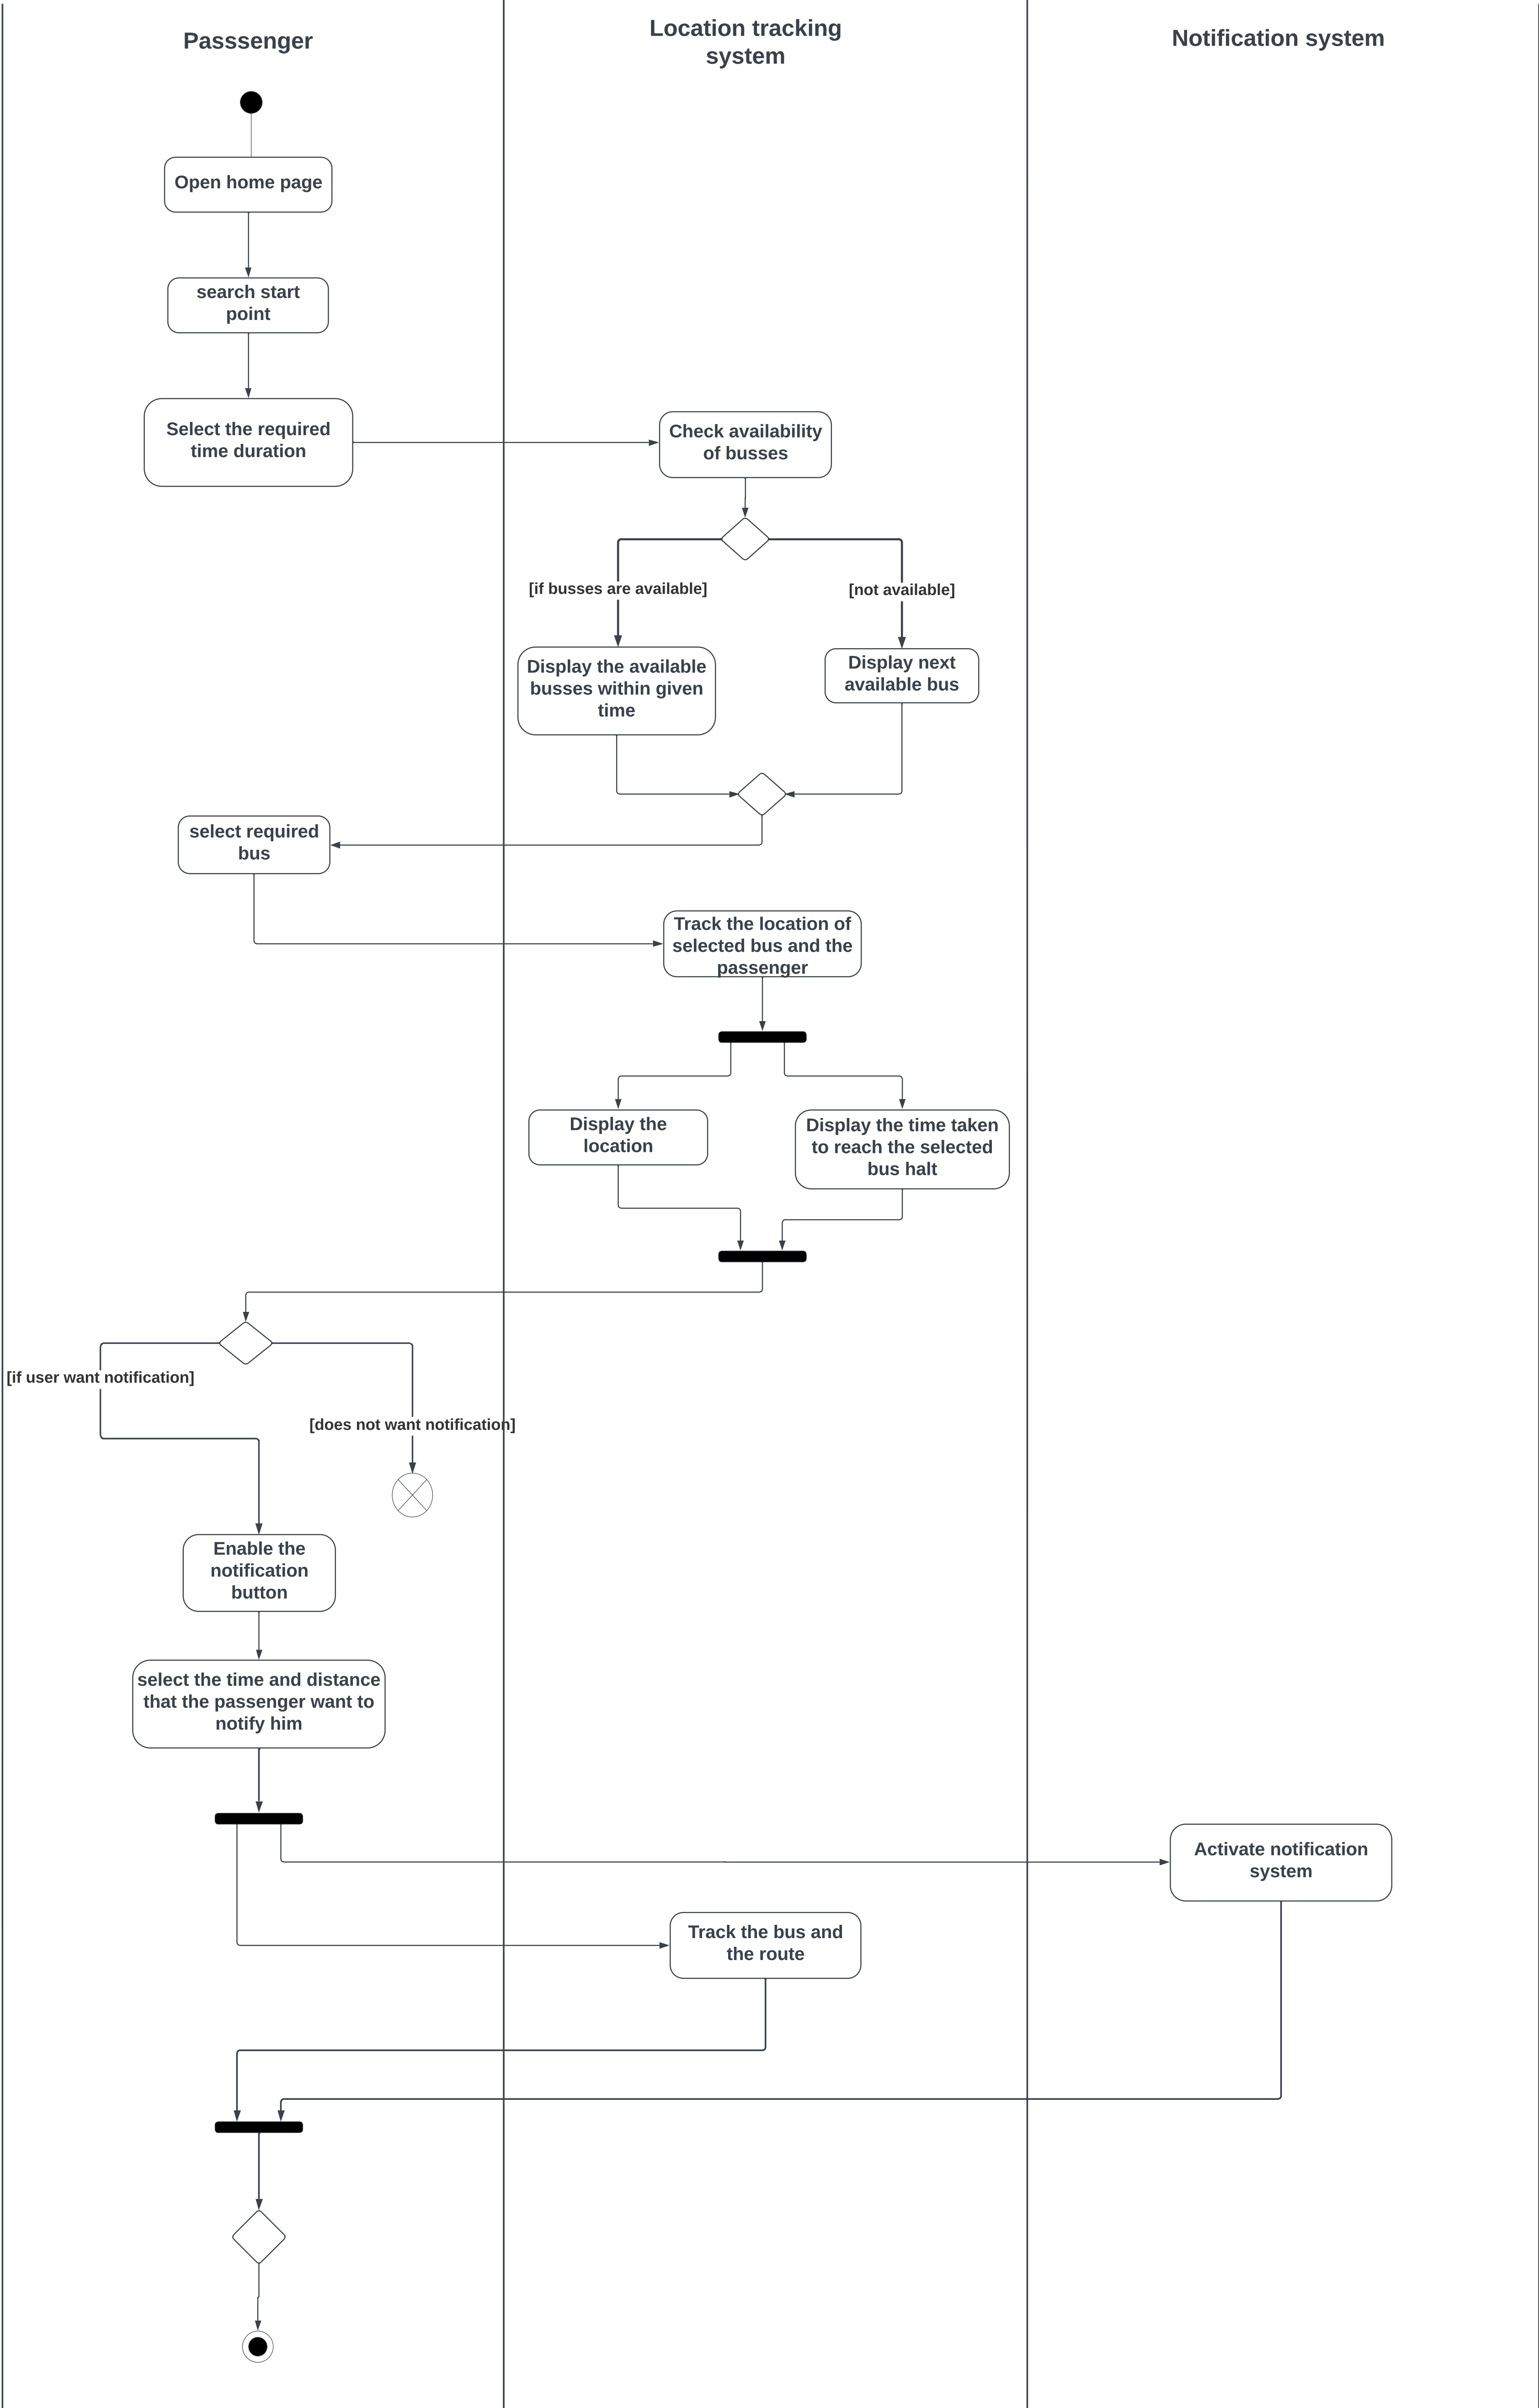 Passsenger
Location tracking
system
Notification system
Open home page
search start
point
Select the required
time duration
Check availability
of busses
[if busses are available]
[not available]
Display the available
busses within given
time
Display next
available bus
select required
bus
Track the location of
selected bus and the
passenger
Display the
location
Display the time taken
to reach the selected
bus halt
[if user want notification]
[does not want notification]
Enable the
notification
button
select the time and distance
that the passenger want to
notify him
Activate notification
system
Track the bus and
the route